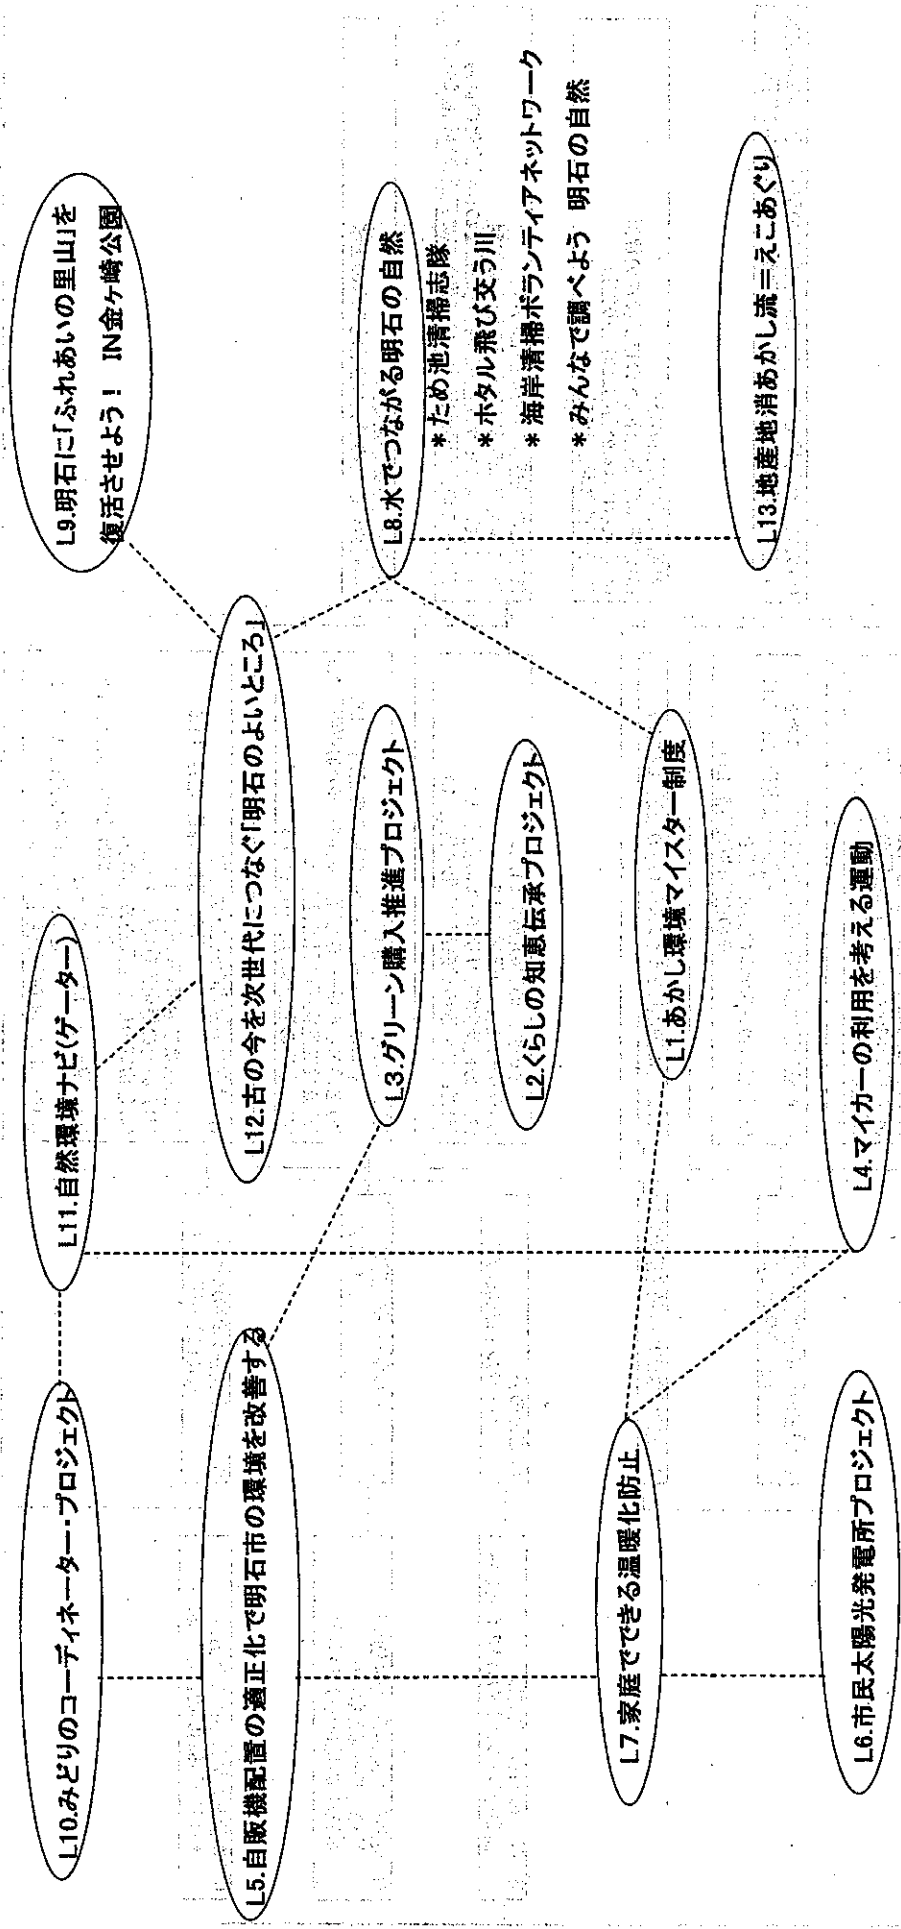 L10.みどりのコーディネーター・プロジェクト
L11.自然環境ナビ(ゲーター)
L9.明石に「ふれあいの里山」を
復活させよう! IN金ヶ崎公園
L5.自販機配置の適正化で明石市の環境を改善する
L12.古の今を次世代につなぐ「明石のよいところ」
L3.グリーン購入推進プロジェクト
L8.水でつながる明石の自然
*ため池清掃志隊
*ホタル飛び交う川
*海岸清掃ボランティアネットワーク
*みんなで調べよう 明石の自然
L2.くらしの知恵伝承プロジェクト
L7.家庭でできる温暖化防止
L1.あかし環境マイスター制度
L13.地産地消あかし流=えこあぐり
L6.市民太陽光発電所プロジェクト
L4.マイカーの利用を考える運動